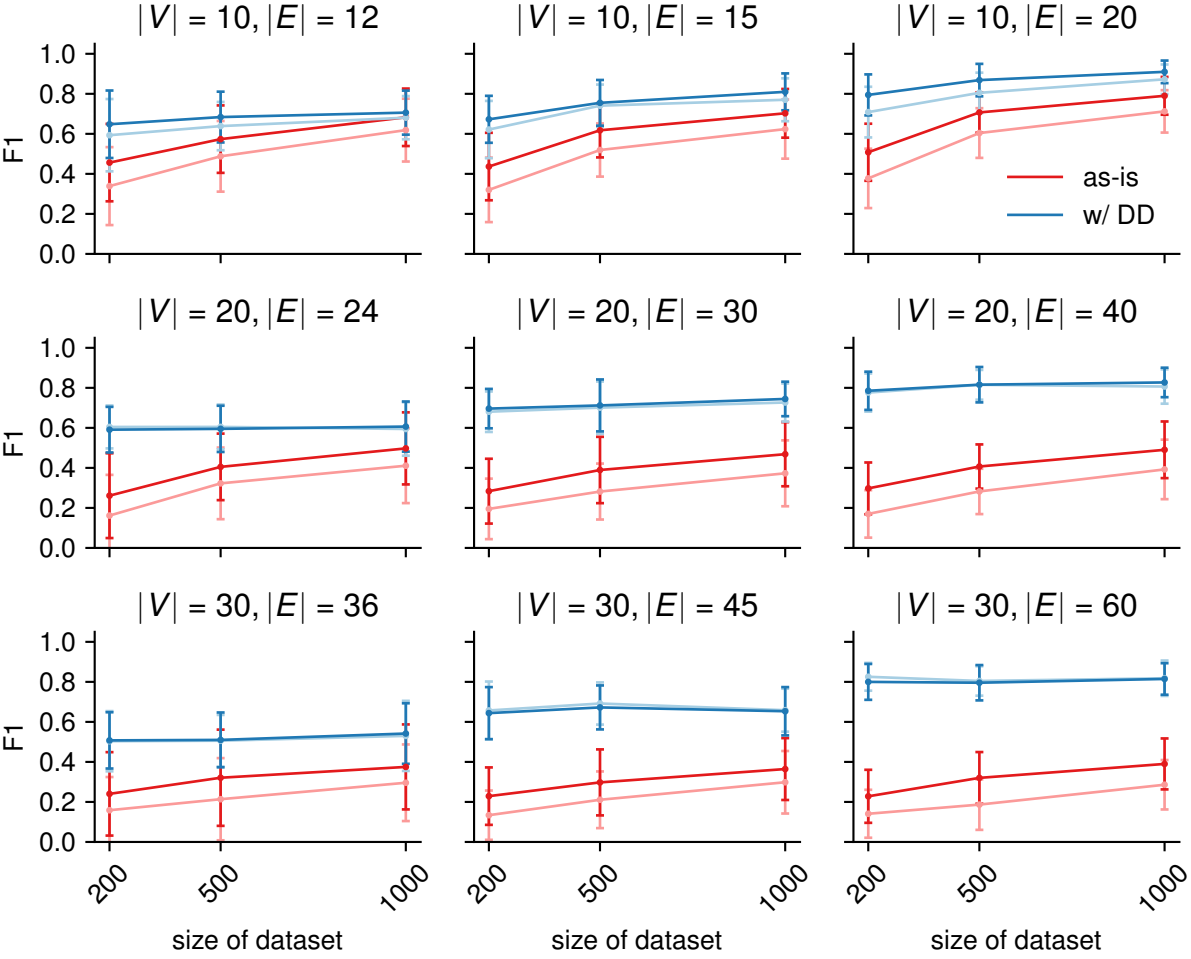 |V| = 10, |E| = 12
|V| = 10, |E| = 15
|V| = 10, |E| = 20
1.0
0.8
0.6
0.4
0.2
0.0
F1
as-is
w/ DD
|V| = 20, |E| = 24
|V| = 20, |E| = 30
|V| = 20, |E| = 40
1.0
0.8
0.6
0.4
0.2
0.0
F1
|V| = 30, |E| = 36
|V| = 30, |E| = 45
|V| = 30, |E| = 60
1.0
0.8
0.6
0.4
0.2
0.0
F1
200
500
1000
200
500
1000
200
500
1000
size of dataset
size of dataset
size of dataset